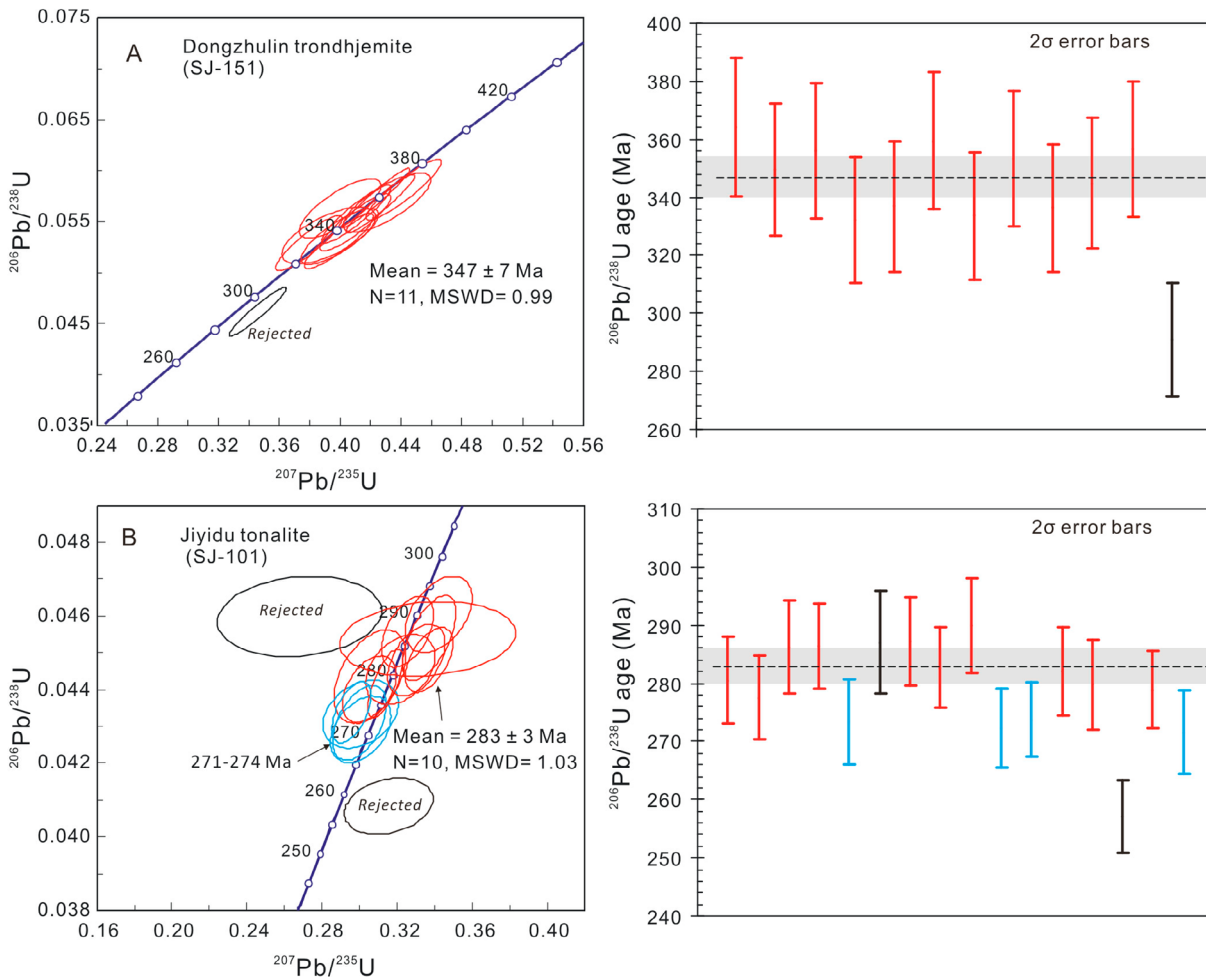 A
Dongzhulin trondhjemite
(SJ-151)
0.075
0.065
0.055
0.045
0.035
²⁰⁶Pb/²³⁸U
420
380
340
300
260
Mean = 347 ± 7 Ma
N=11, MSWD= 0.99
Rejected
0.24 0.28 0.32 0.36 0.40 0.44 0.48 0.52 0.56
²⁰⁷Pb/²³⁵U
2σ error bars
400
380
360
340
320
300
280
260
²⁰⁶Pb/²³⁸U age (Ma)
B
Jiyidu tonalite
(SJ-101)
0.048
0.046
0.044
0.042
0.040
0.038
²⁰⁶Pb/²³⁸U
300
290
280
270
260
250
Rejected
271-274 Ma
Mean = 283 ± 3 Ma
N=10, MSWD= 1.03
Rejected
0.16 0.20 0.24 0.28 0.32 0.36 0.40
²⁰⁷Pb/²³⁵U
2σ error bars
310
300
290
280
270
260
250
240
²⁰⁶Pb/²³⁸U age (Ma)